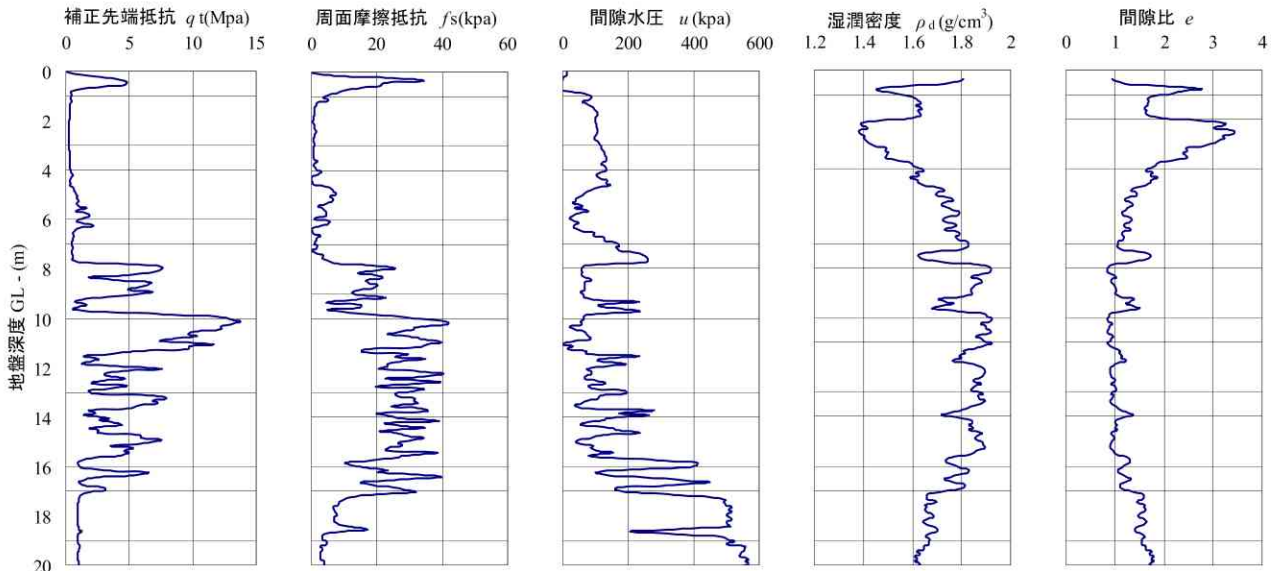 補正先端抵抗 qt(Mpa)
0 5 10 15
周面摩擦抵抗 fs(kpa)
0 20 40 60
間隙水圧 u(kpa)
0 200 400 600
湿潤密度 ρd(g/cm³)
1.2 1.4 1.6 1.8 2
間隙比 e
0 1 2 3 4
地盤深度 GL - (m)
0
2
4
6
8
10
12
14
16
18
20